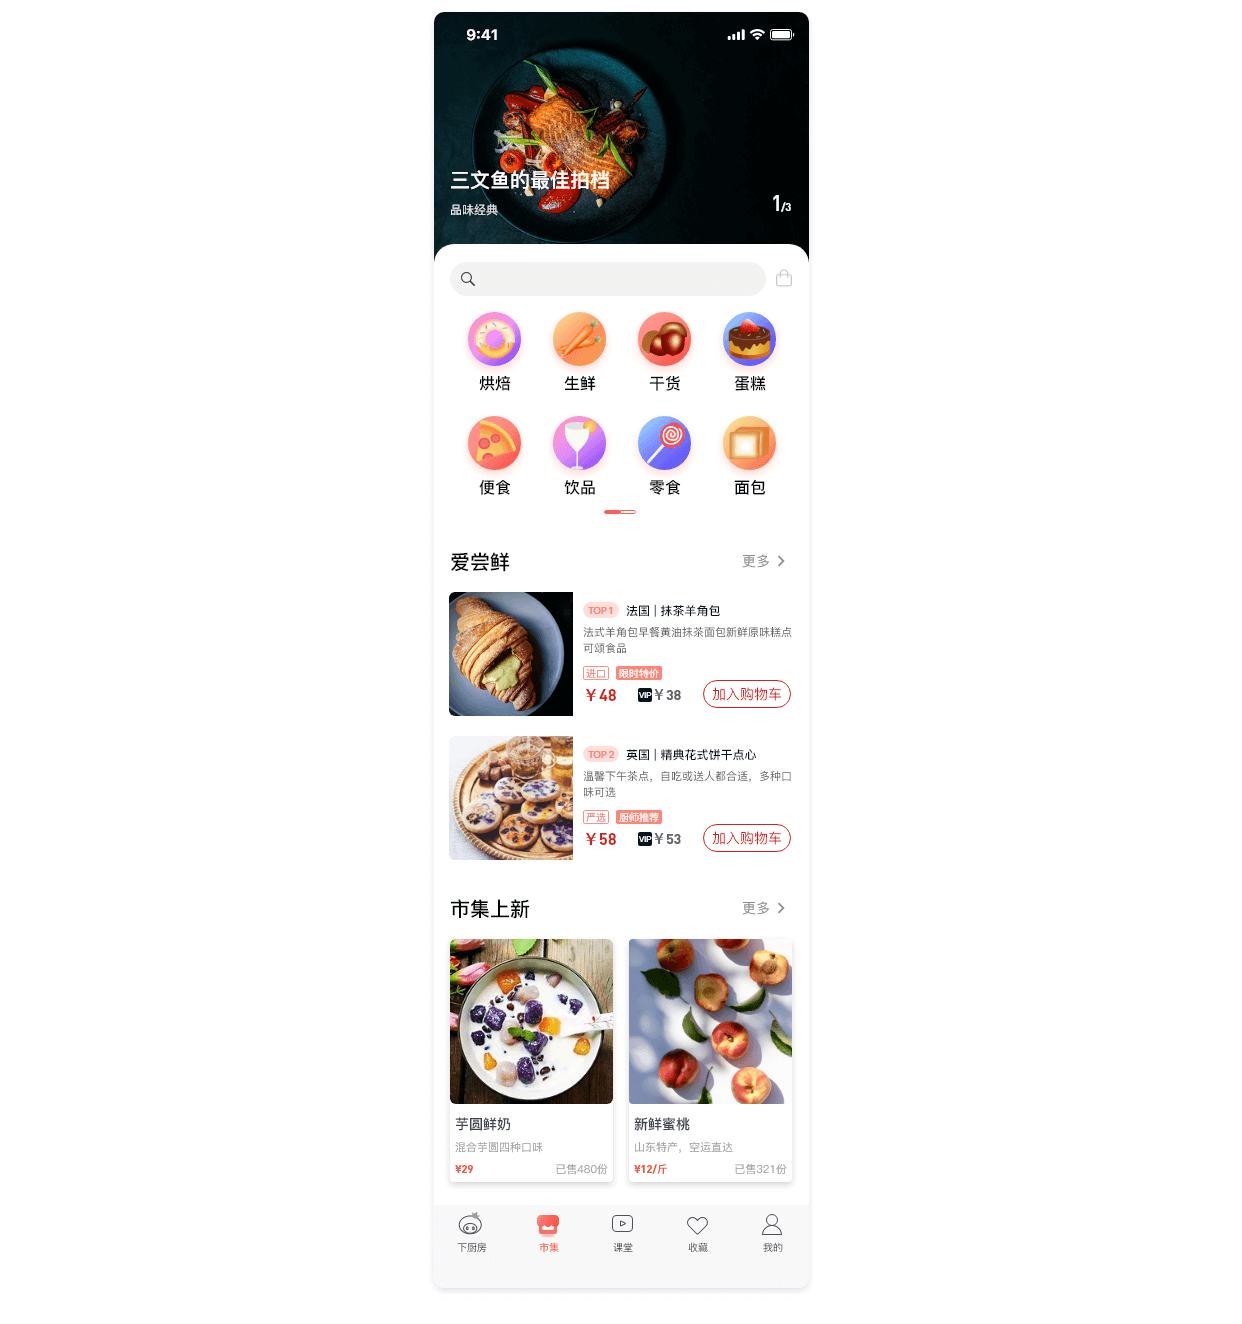 9:41
三文鱼的最佳拍档
品味经典
1/3
烘焙
生鲜
干货
蛋糕
便食
饮品
零食
面包
爱尝鲜
更多
TOP 1 法国 | 抹茶羊角包
法式羊角包早餐黄油抹茶面包新鲜原味糕点
可颂食品
进口 限时特价
￥48 VIP ￥38 加入购物车
TOP 2 英国 | 精典花式饼干点心
温馨下午茶点，自吃或送人都合适，多种口
味可选
严选 厨师推荐
￥58 VIP ￥53 加入购物车
市集上新
更多
芋圆鲜奶
混合芋圆四种口味
¥29 已售480份
新鲜蜜桃
山东特产，空运直达
¥12/斤 已售321份
下厨房
市集
课堂
收藏
我的